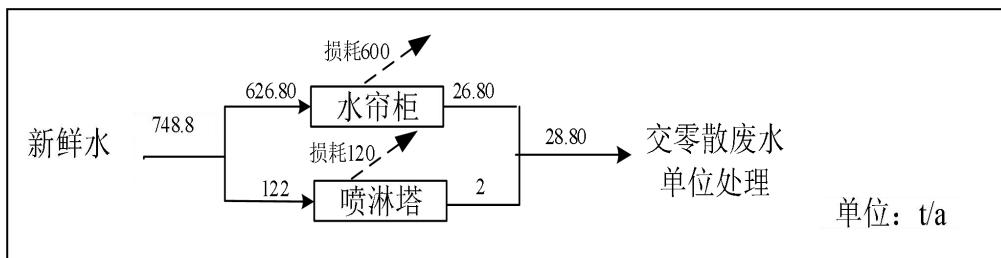 损耗600
626.80
水帘柜
26.80
新鲜水
748.8
损耗120
28.80
交零散废水
单位处理
122
喷淋塔
2
单位：t/a